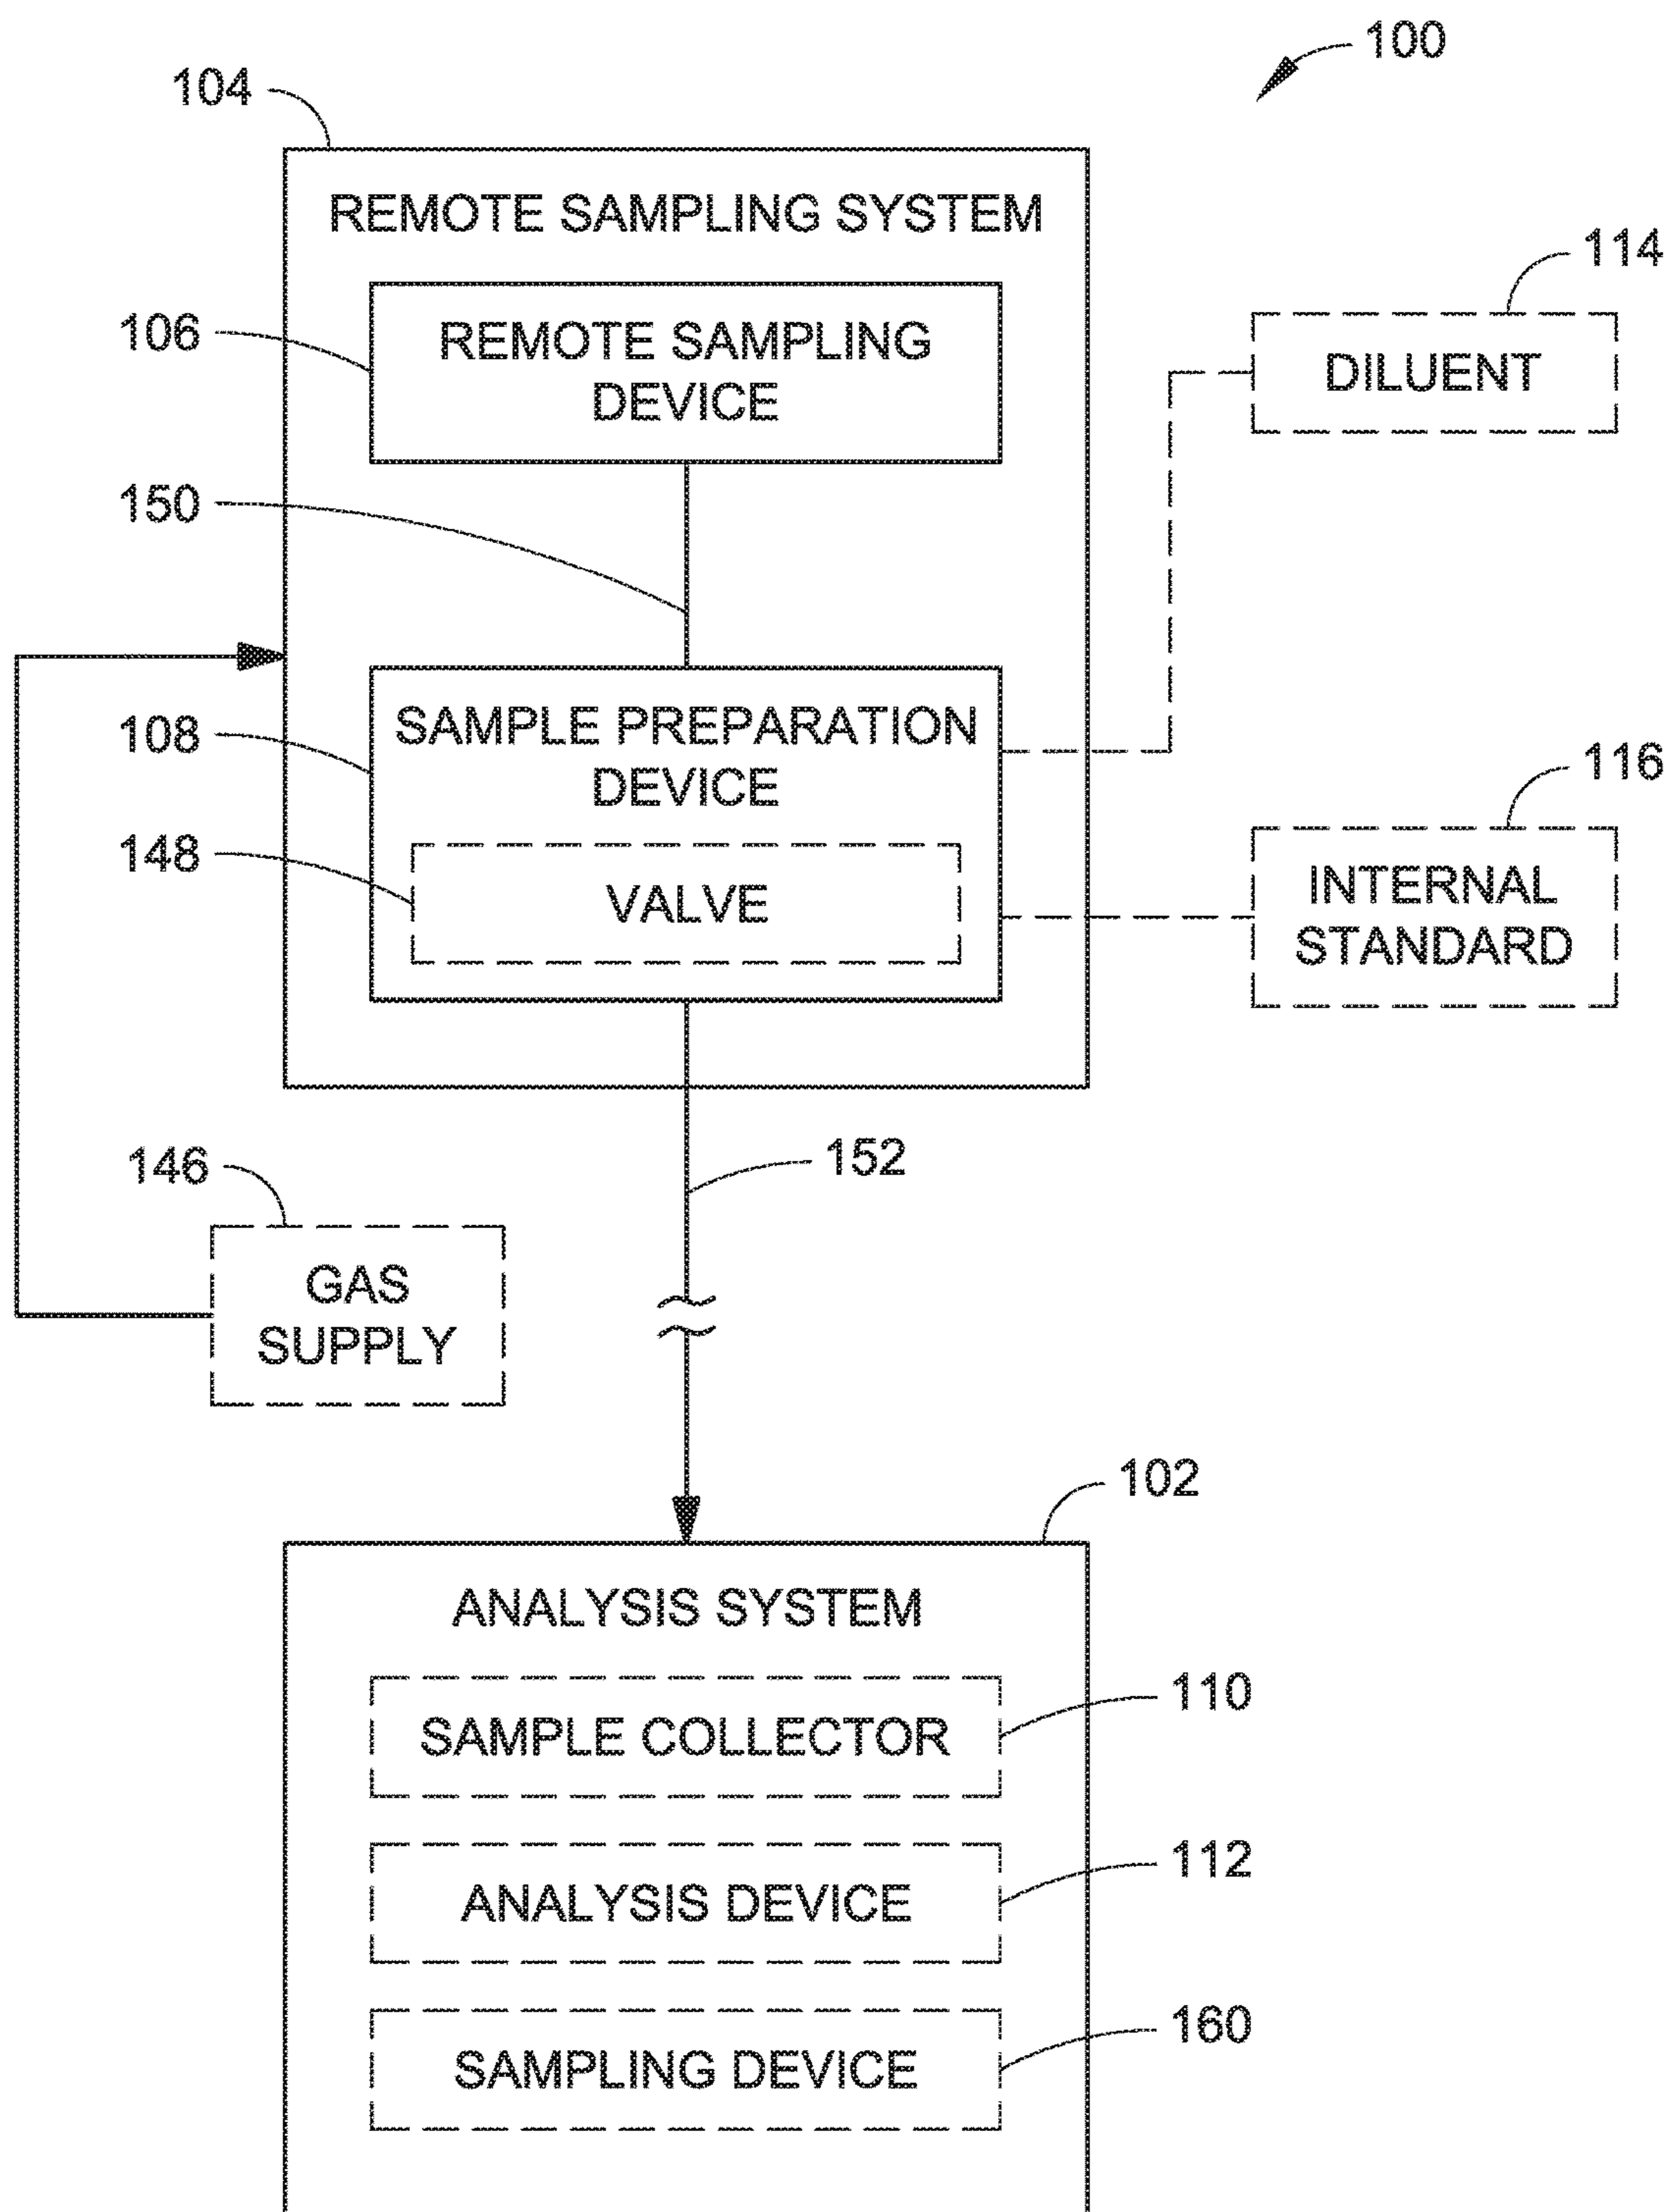 100
104
REMOTE SAMPLING SYSTEM
114
106
REMOTE SAMPLING
DEVICE
DILUENT
150
108
SAMPLE PREPARATION
DEVICE
116
148
VALVE
INTERNAL
STANDARD
146
152
GAS
SUPPLY
102
ANALYSIS SYSTEM
110
SAMPLE COLLECTOR
112
ANALYSIS DEVICE
160
SAMPLING DEVICE